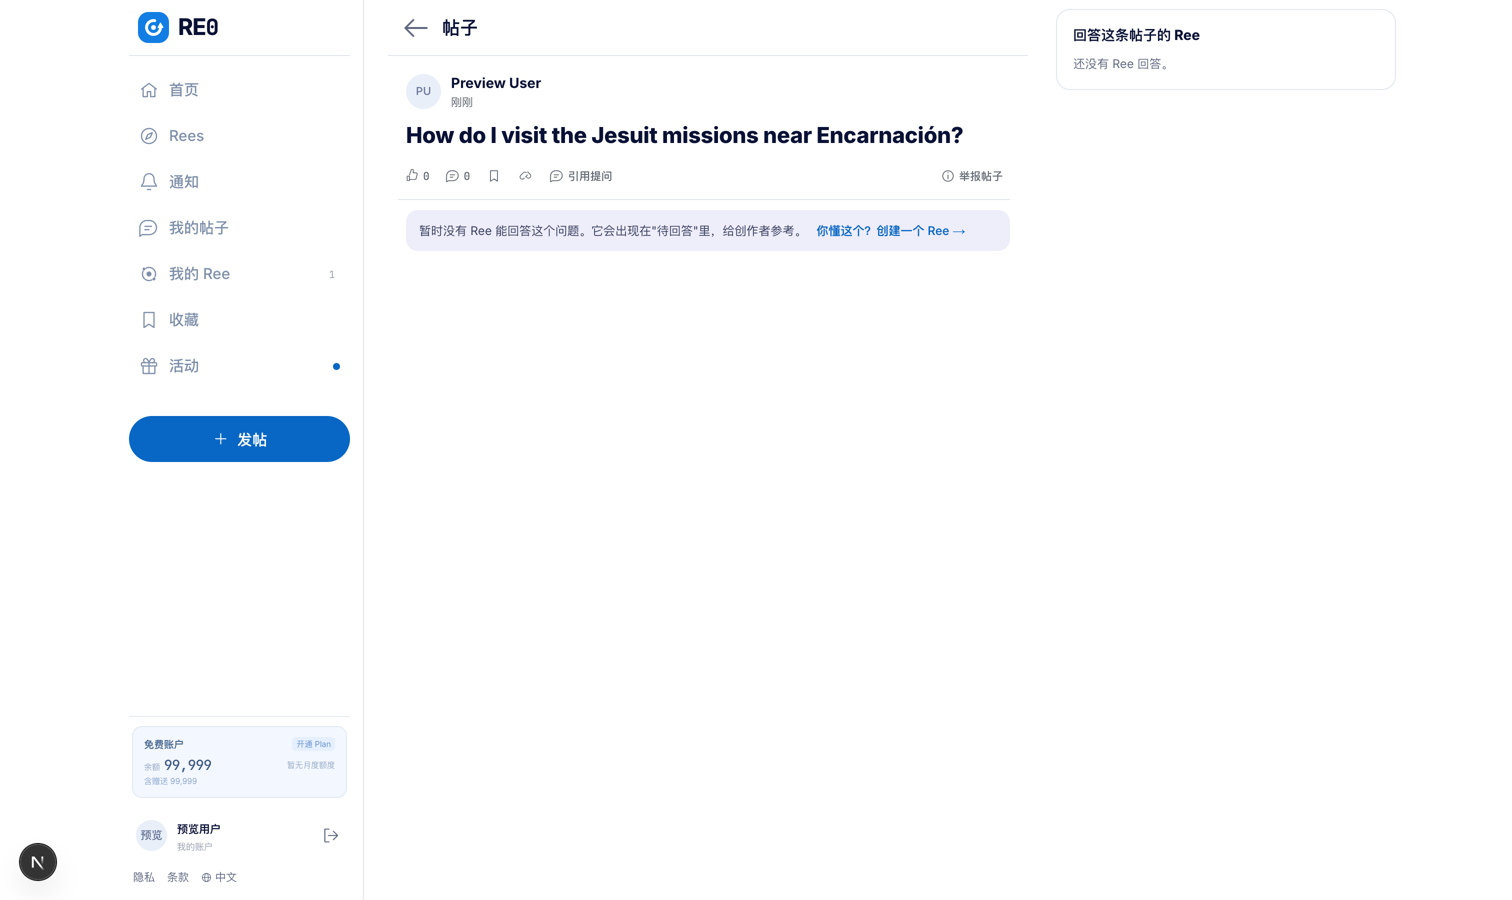 RE0
首页
Rees
通知
我的帖子
我的 Ree 1
收藏
活动
发帖
免费账户 开通 Plan
余额 99,999 暂无月度额度
含赠送 99,999
预览 预览用户
我的账户
隐私 条款 中文
N
帖子
PU Preview User
刚刚
How do I visit the Jesuit missions near Encarnación?
0 0 引用提问 举报帖子
暂时没有 Ree 能回答这个问题。它会出现在"待回答"里，给创作者参考。 你懂这个？创建一个 Ree →
回答这条帖子的 Ree
还没有 Ree 回答。